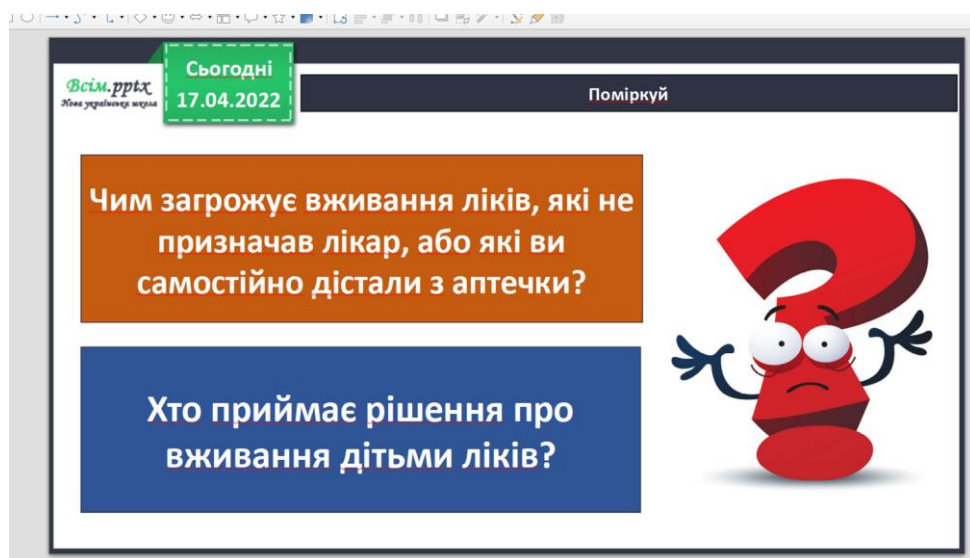 Всім.pptx
Нова українська школа
Сьогодні
17.04.2022
Поміркуй
Чим загрожує вживання ліків, які не
призначав лікар, або які ви
самостійно дістали з аптечки?
Хто приймає рішення про
вживання дітьми ліків?